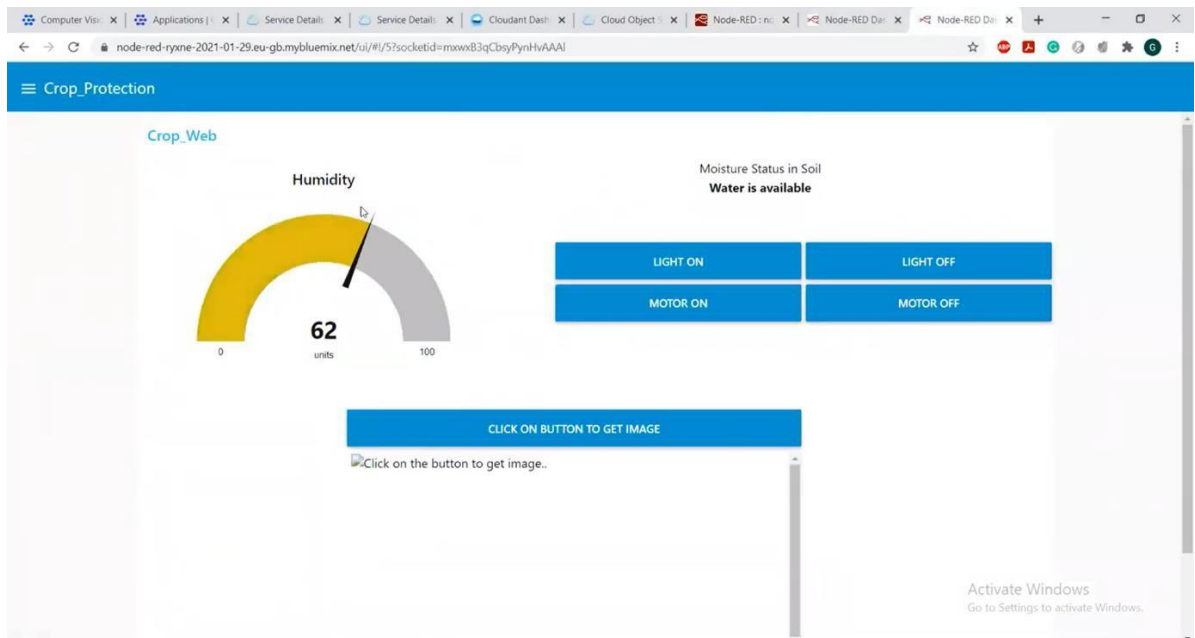 Computer Visi
Applications |
Service Details
Service Details
Cloudant Dash
Cloud Object S
Node-RED : no
Node-RED Das
Node-RED Da
node-red-ryxne-2021-01-29.eu-gb.mybluemix.net/ui/#!/5?socketid=mxwxB3qCbsyPynHvAAAl
ABP
G
Crop_Protection
Crop_Web
Humidity
Moisture Status in Soil
Water is available
LIGHT ON
LIGHT OFF
MOTOR ON
MOTOR OFF
62
0
units
100
CLICK ON BUTTON TO GET IMAGE
Click on the button to get image..
Activate Windows
Go to Settings to activate Windows.